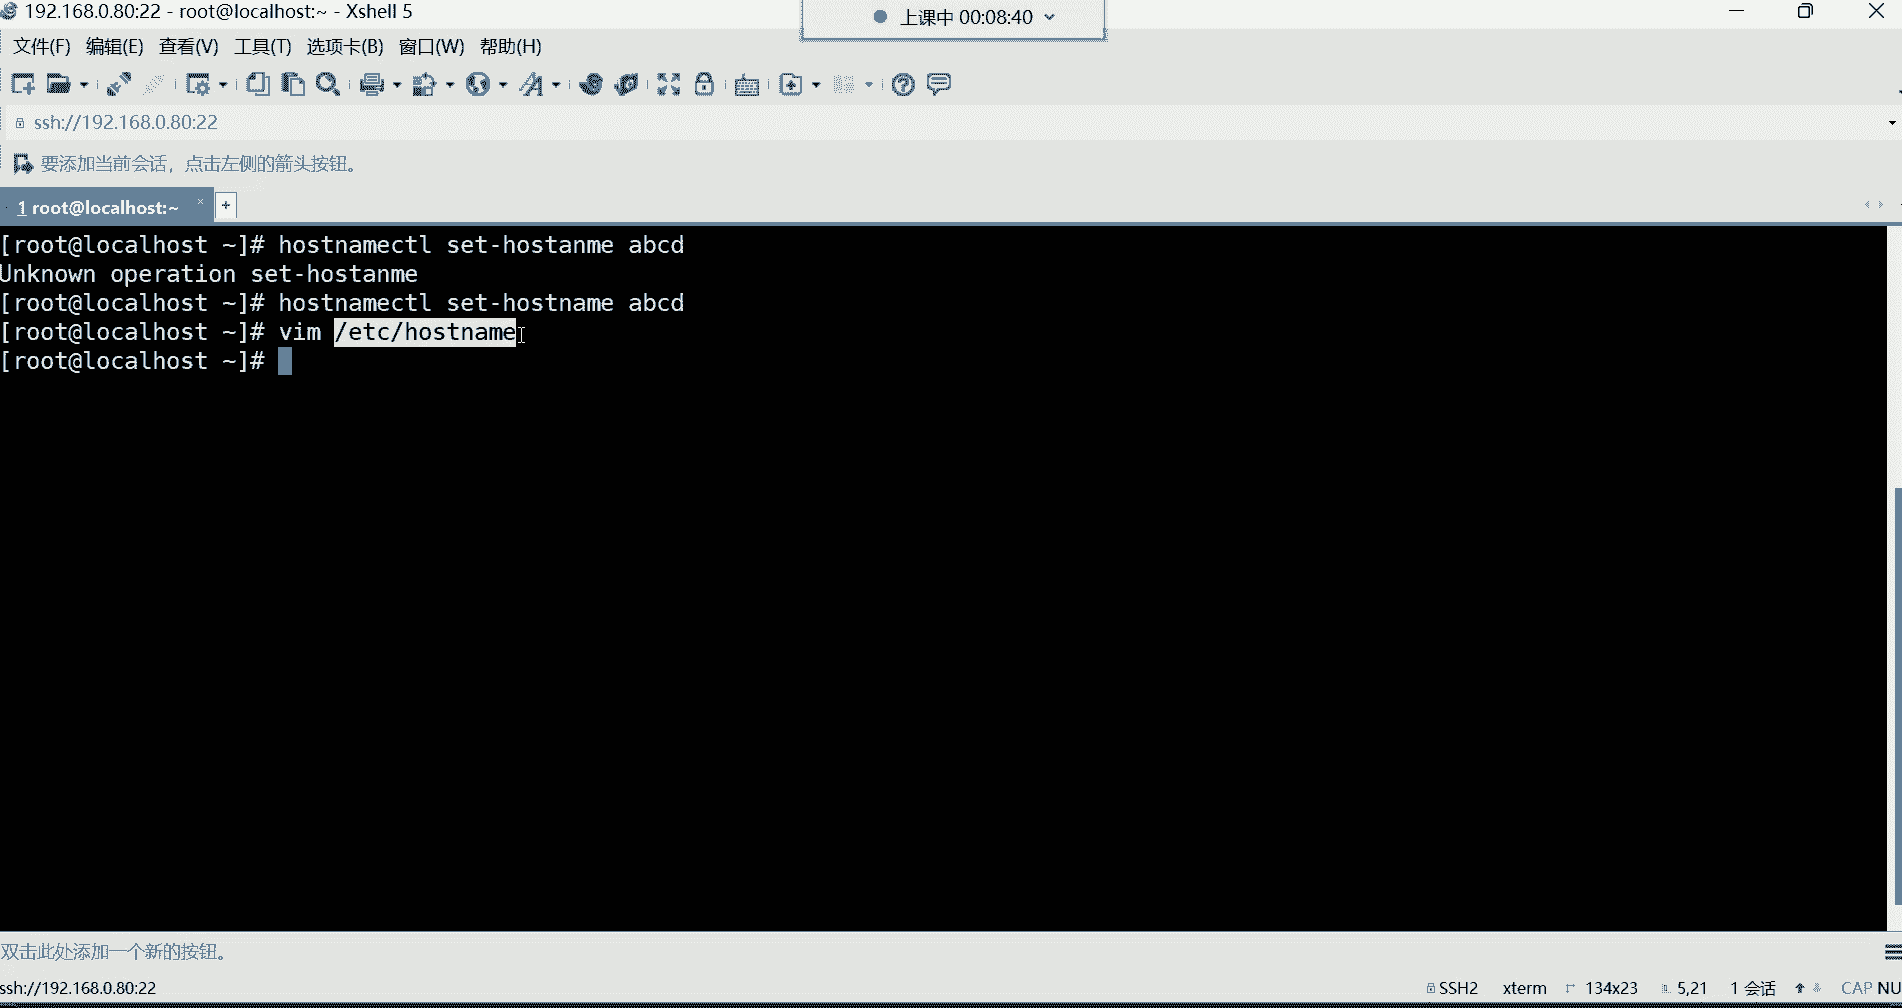 192.168.0.80:22 - root@localhost:~ - Xshell 5
上课中 00:08:40
文件(F) 编辑(E) 查看(V) 工具(T) 选项卡(B) 窗口(W) 帮助(H)
ssh://192.168.0.80:22
要添加当前会话，点击左侧的箭头按钮。
1 root@localhost:~ × +
[root@localhost ~]# hostnamectl set-hostanme abcd
Unknown operation set-hostanme
[root@localhost ~]# hostnamectl set-hostname abcd
[root@localhost ~]# vim /etc/hostname
[root@localhost ~]#
双击此处添加一个新的按钮。
ssh://192.168.0.80:22
SSH2 xterm 134x23 5,21 1 会话 CAP NU